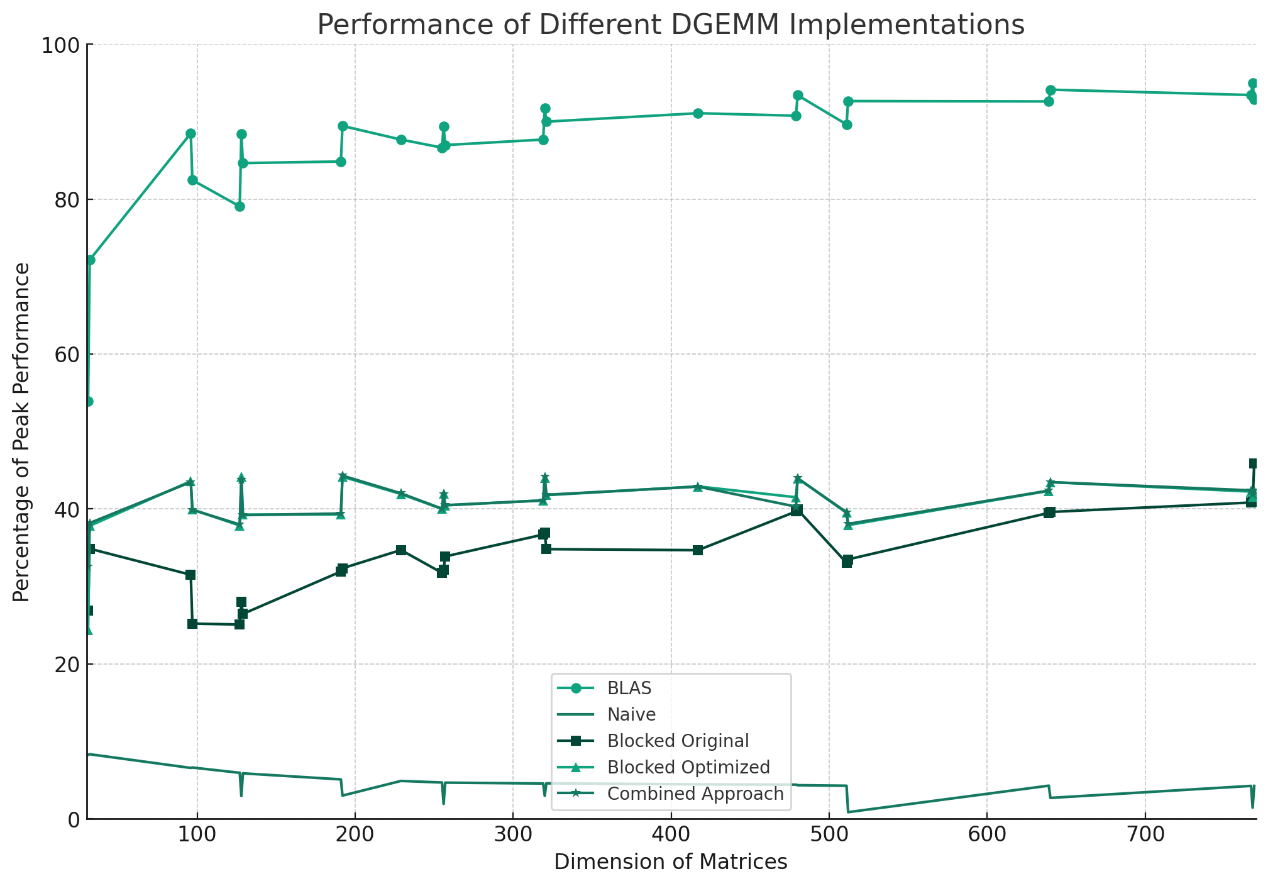 Performance of Different DGEMM Implementations
Percentage of Peak Performance
100
80
60
40
20
0
BLAS
Naive
Blocked Original
Blocked Optimized
Combined Approach
100 200 300 400 500 600 700
Dimension of Matrices